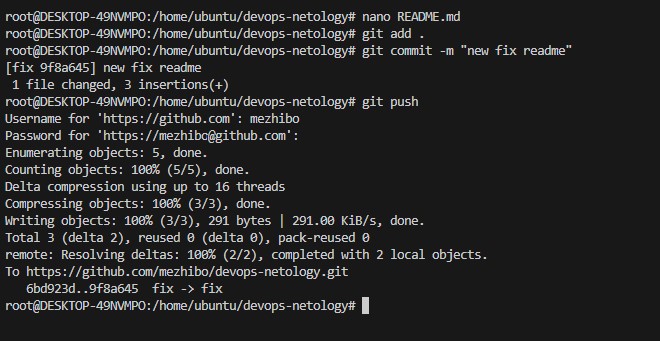 root@DESKTOP-49NVMPO:/home/ubuntu/devops-netology# nano README.md
root@DESKTOP-49NVMPO:/home/ubuntu/devops-netology# git add .
root@DESKTOP-49NVMPO:/home/ubuntu/devops-netology# git commit -m "new fix readme"
[fix 9f8a645] new fix readme
 1 file changed, 3 insertions(+)
root@DESKTOP-49NVMPO:/home/ubuntu/devops-netology# git push
Username for 'https://github.com': mezhibo
Password for 'https://mezhibo@github.com':
Enumerating objects: 5, done.
Counting objects: 100% (5/5), done.
Delta compression using up to 16 threads
Compressing objects: 100% (3/3), done.
Writing objects: 100% (3/3), 291 bytes | 291.00 KiB/s, done.
Total 3 (delta 2), reused 0 (delta 0), pack-reused 0
remote: Resolving deltas: 100% (2/2), completed with 2 local objects.
To https://github.com/mezhibo/devops-netology.git
   6bd923d..9f8a645  fix -> fix
root@DESKTOP-49NVMPO:/home/ubuntu/devops-netology#